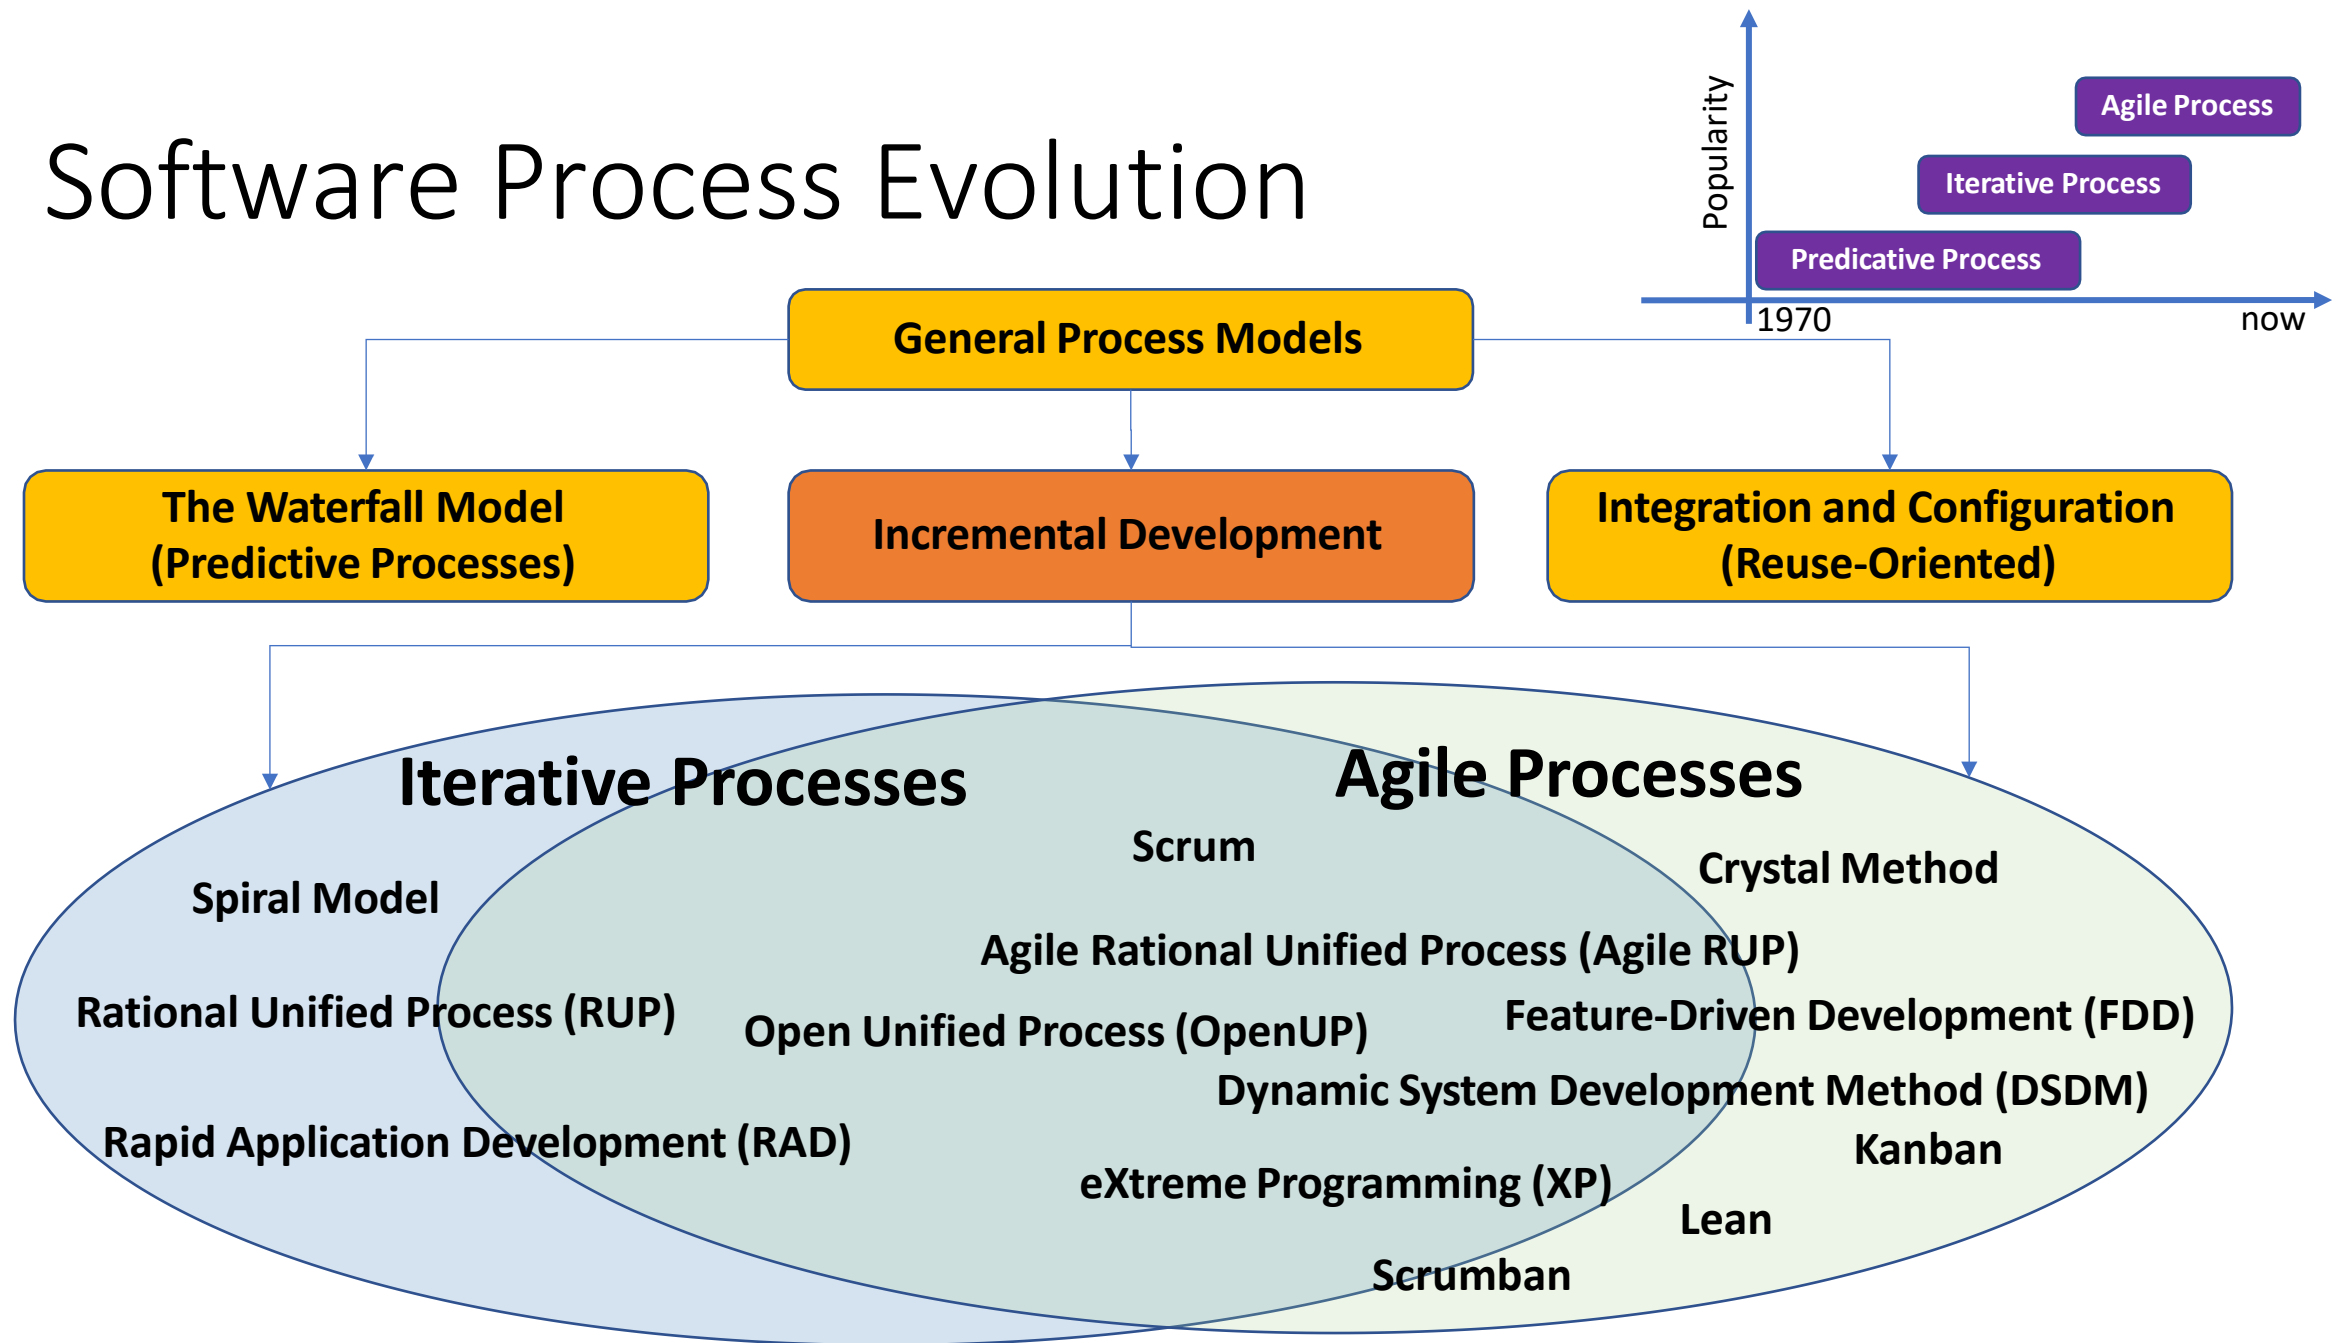 Software Process Evolution
Popularity
Agile Process
Iterative Process
Predicative Process
1970
now
General Process Models
The Waterfall Model
(Predictive Processes)
Incremental Development
Integration and Configuration
(Reuse-Oriented)
Iterative Processes
Agile Processes
Scrum
Crystal Method
Spiral Model
Agile Rational Unified Process (Agile RUP)
Rational Unified Process (RUP)
Open Unified Process (OpenUP)
Feature-Driven Development (FDD)
Dynamic System Development Method (DSDM)
Rapid Application Development (RAD)
Kanban
eXtreme Programming (XP)
Lean
Scrumban